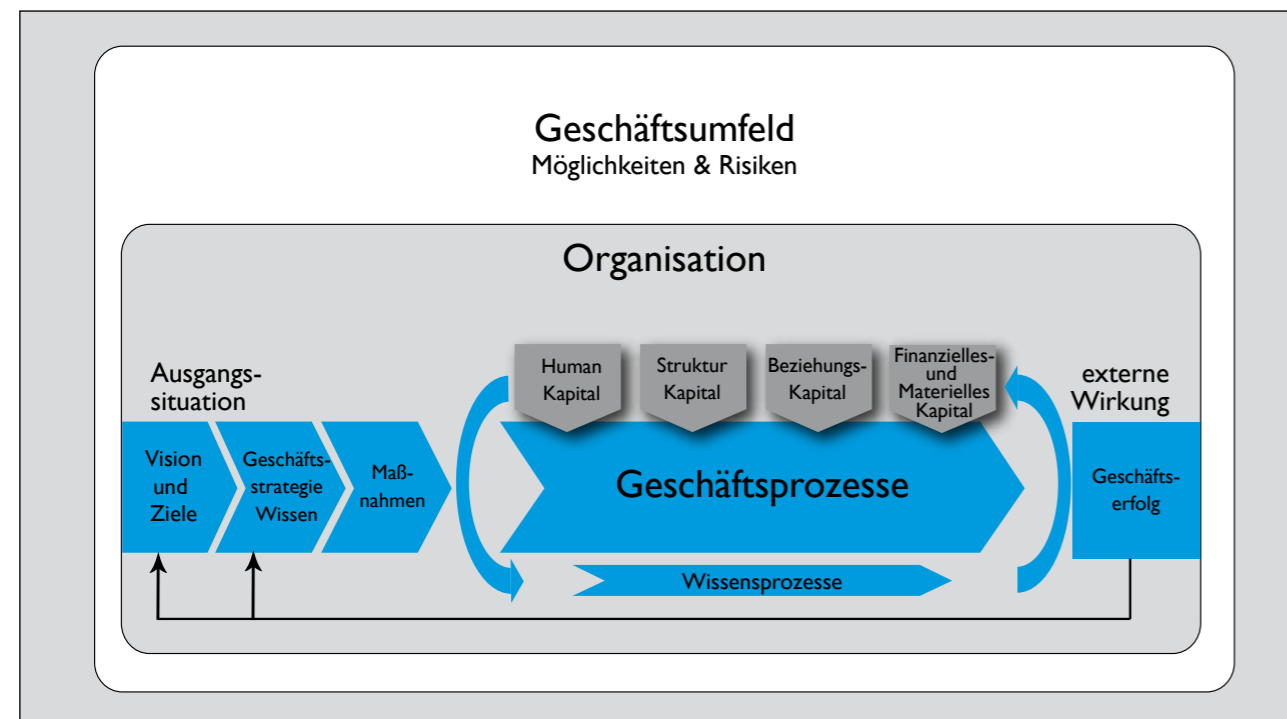 Geschäftsumfeld
Möglichkeiten & Risiken
Organisation
Ausgangs-
situation
Human
Kapital
Struktur
Kapital
Beziehungs-
Kapital
Finanzielles-
und
Materielles
Kapital
externe
Wirkung
Vision
und
Ziele
Geschäfts-
strategie
Wissen
Maß-
nahmen
Geschäftsprozesse
Geschäfts-
erfolg
Wissensprozesse